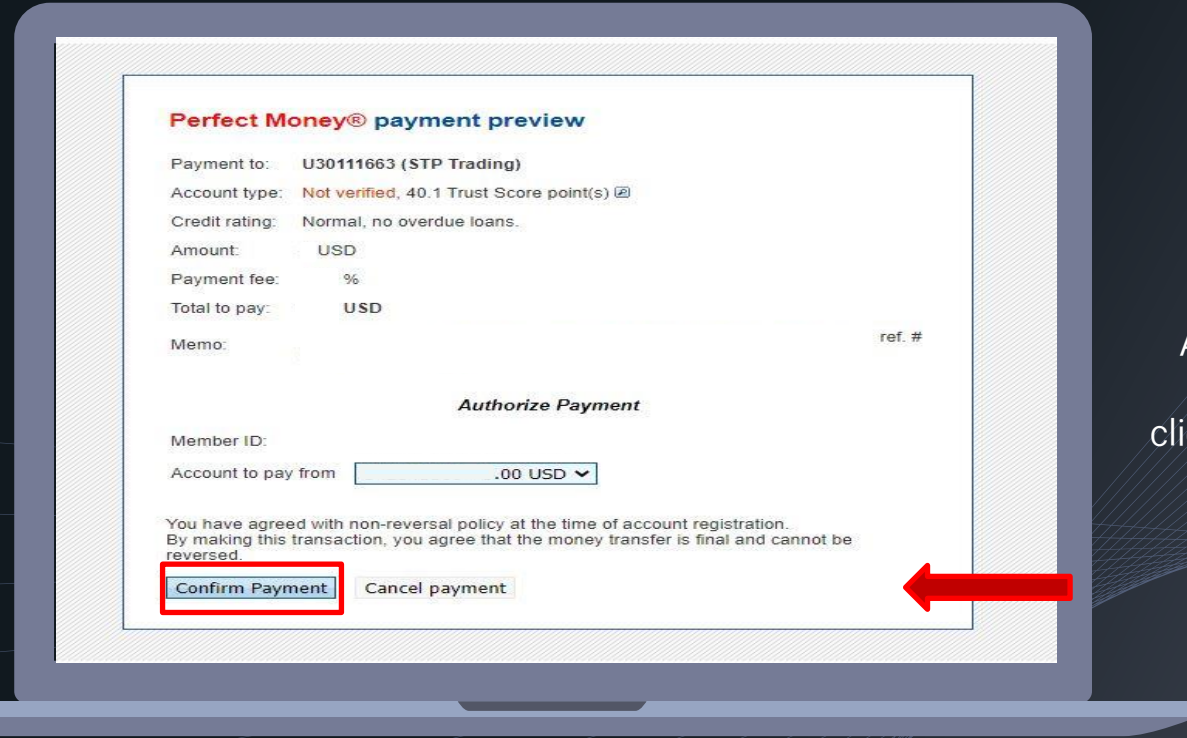 Perfect Money® payment preview
Payment to: U30111663 (STP Trading)
Account type: Not verified, 40.1 Trust Score point(s)
Credit rating: Normal, no overdue loans.
Amount: USD
Payment fee: %
Total to pay: USD
Memo: ref. #
Authorize Payment
Member ID:
Account to pay from .00 USD
You have agreed with non-reversal policy at the time of account registration.
By making this transaction, you agree that the money transfer is final and cannot be
reversed.
Confirm Payment Cancel payment